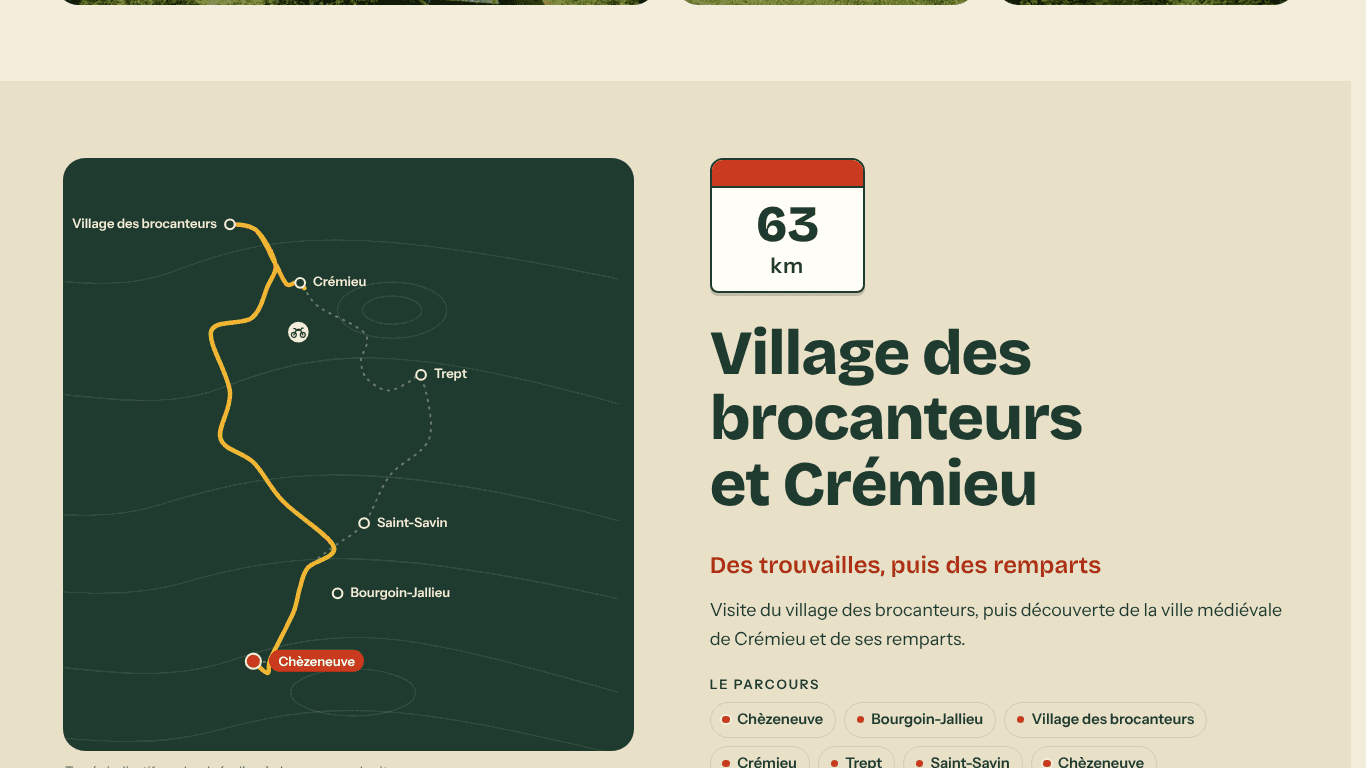 Village des brocanteurs
Crémieu
Trept
Saint-Savin
Bourgoin-Jallieu
Chèzeneuve
63
km
Village des
brocanteurs
et Crémieu
Des trouvailles, puis des remparts
Visite du village des brocanteurs, puis découverte de la ville médiévale
de Crémieu et de ses remparts.
LE PARCOURS
Chèzeneuve
Bourgoin-Jallieu
Village des brocanteurs
Crémieu
Trept
Saint-Savin
Chèzeneuve